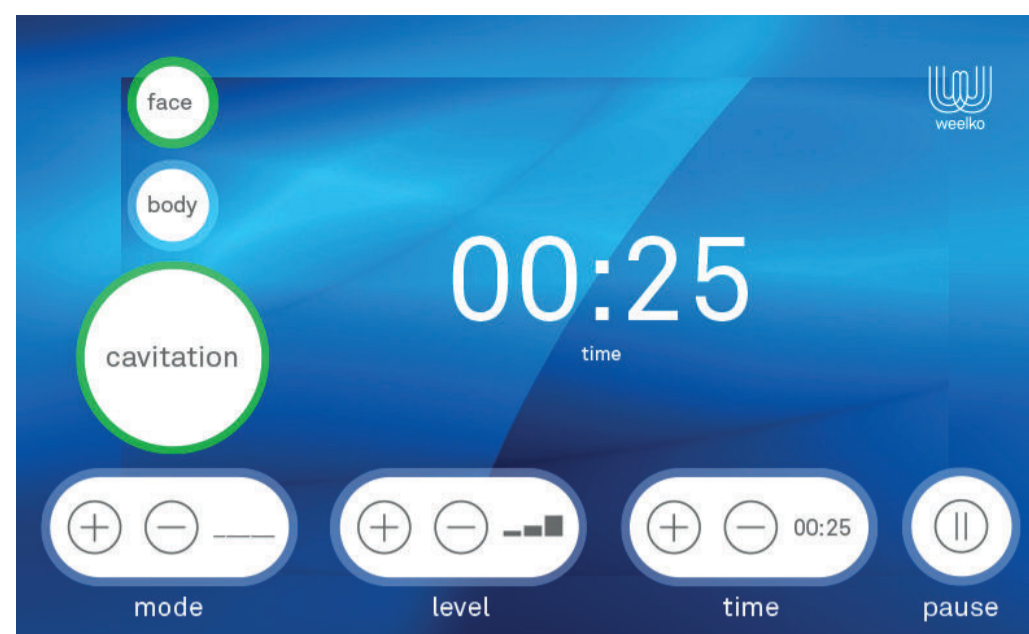 face
weelko
body
00:25
time
cavitation
00:25
mode
level
time
pause